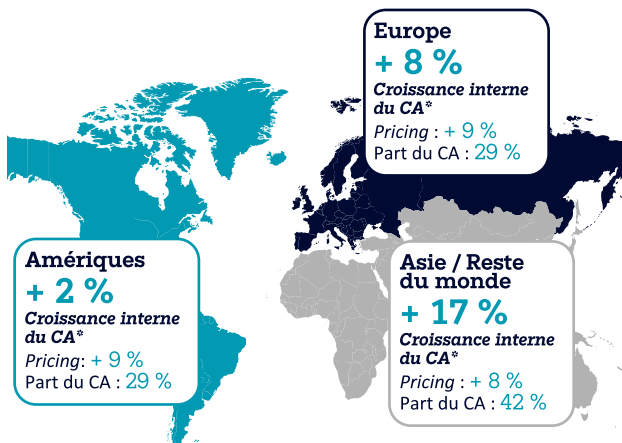 Europe
+ 8 %
Croissance interne
du CA*
Pricing : + 9 %
Part du CA : 29 %
Amériques
+ 2 %
Croissance interne
du CA*
Pricing: + 9 %
Part du CA : 29 %
Asie / Reste
du monde
+ 17 %
Croissance interne
du CA*
Pricing : + 8 %
Part du CA : 42 %